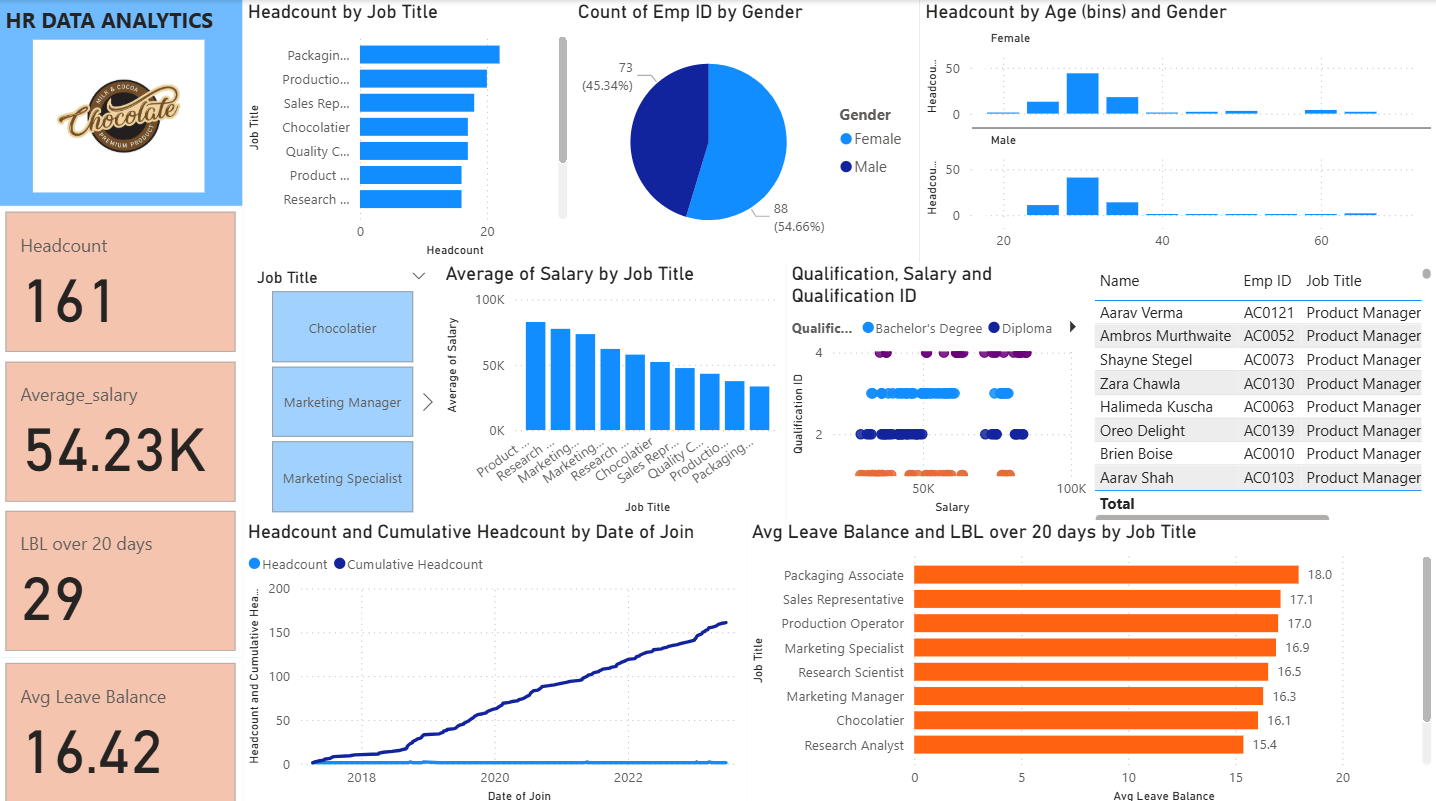 HR DATA ANALYTICS
MILK & COCOA
Chocolate
PREMIUM PRODUCT
Headcount
161
Average_salary
54.23K
LBL over 20 days
29
Avg Leave Balance
16.42
Headcount by Job Title
Job Title
Packagin...
Productio...
Sales Rep...
Chocolatier
Quality C...
Product ...
Research ...
0 20
Headcount
Count of Emp ID by Gender
73
(45.34%)
88
(54.66%)
Gender
Female
Male
Headcount by Age (bins) and Gender
Female
Headcou...
50
0
Male
Headcou...
50
0
20 40 60
Job Title
Chocolatier
Marketing Manager
Marketing Specialist
Average of Salary by Job Title
Average of Salary
100K
50K
0K
Product ...
Research ...
Marketing...
Marketing...
Research ...
Chocolatier
Sales Repr...
Quality C...
Productio...
Packaging...
Job Title
Qualification, Salary and
Qualification ID
Qualific... Bachelor's Degree Diploma
Qualification ID
4
2
50K 100K
Salary
Name Emp ID Job Title
Aarav Verma AC0121 Product Manager
Ambros Murthwaite AC0052 Product Manager
Shayne Stegel AC0073 Product Manager
Zara Chawla AC0130 Product Manager
Halimeda Kuscha AC0063 Product Manager
Oreo Delight AC0139 Product Manager
Brien Boise AC0010 Product Manager
Aarav Shah AC0103 Product Manager
Total
Headcount and Cumulative Headcount by Date of Join
Headcount Cumulative Headcount
Headcount and Cumulative Hea...
200
150
100
50
0
2018 2020 2022
Date of Join
Avg Leave Balance and LBL over 20 days by Job Title
Job Title
Packaging Associate 18.0
Sales Representative 17.1
Production Operator 17.0
Marketing Specialist 16.9
Research Scientist 16.5
Marketing Manager 16.3
Chocolatier 16.1
Research Analyst 15.4
0 5 10 15 20
Avg Leave Balance